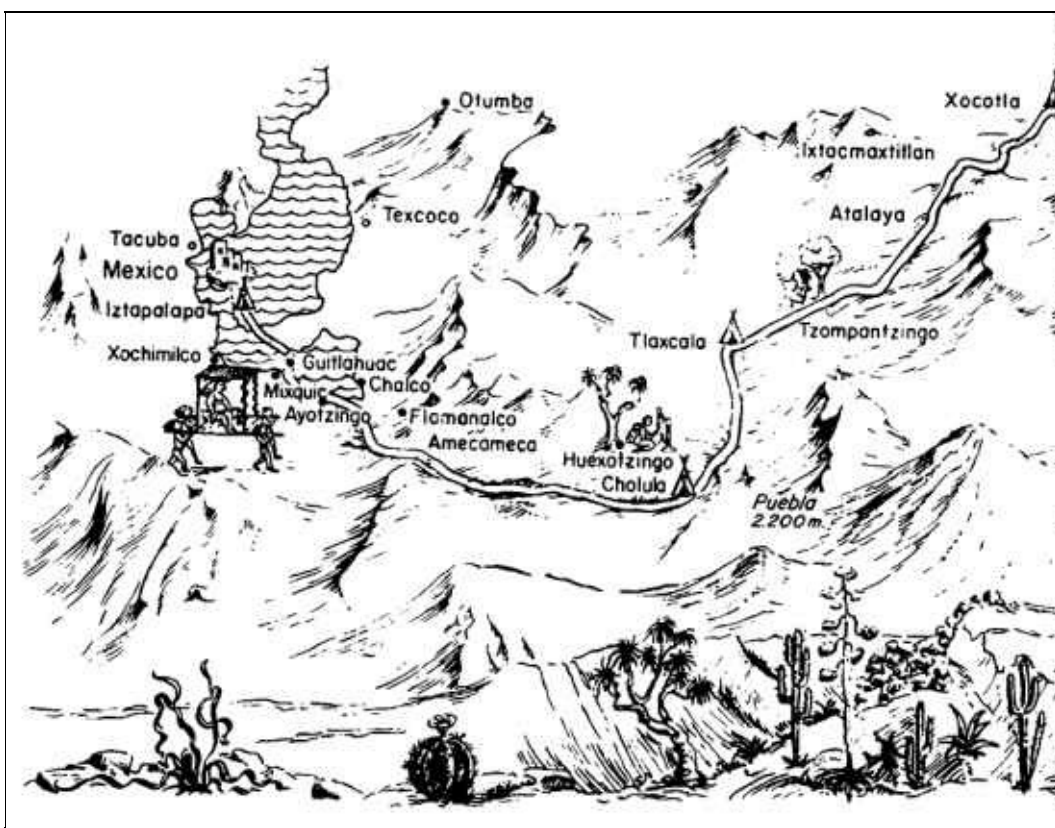 Otumba
Xocotla
Ixtacmaxtitlan
Texcoco
Atalaya
Tacuba
Mexico
Iztapalapa
Tlaxcala
Tzompantzingo
Xochimilco
Guitlahuac
Mixquic
Chalco
Ayotzingo
Flamanalco
Amecameca
Huexotzingo
Cholula
Puebla
2.200 m.